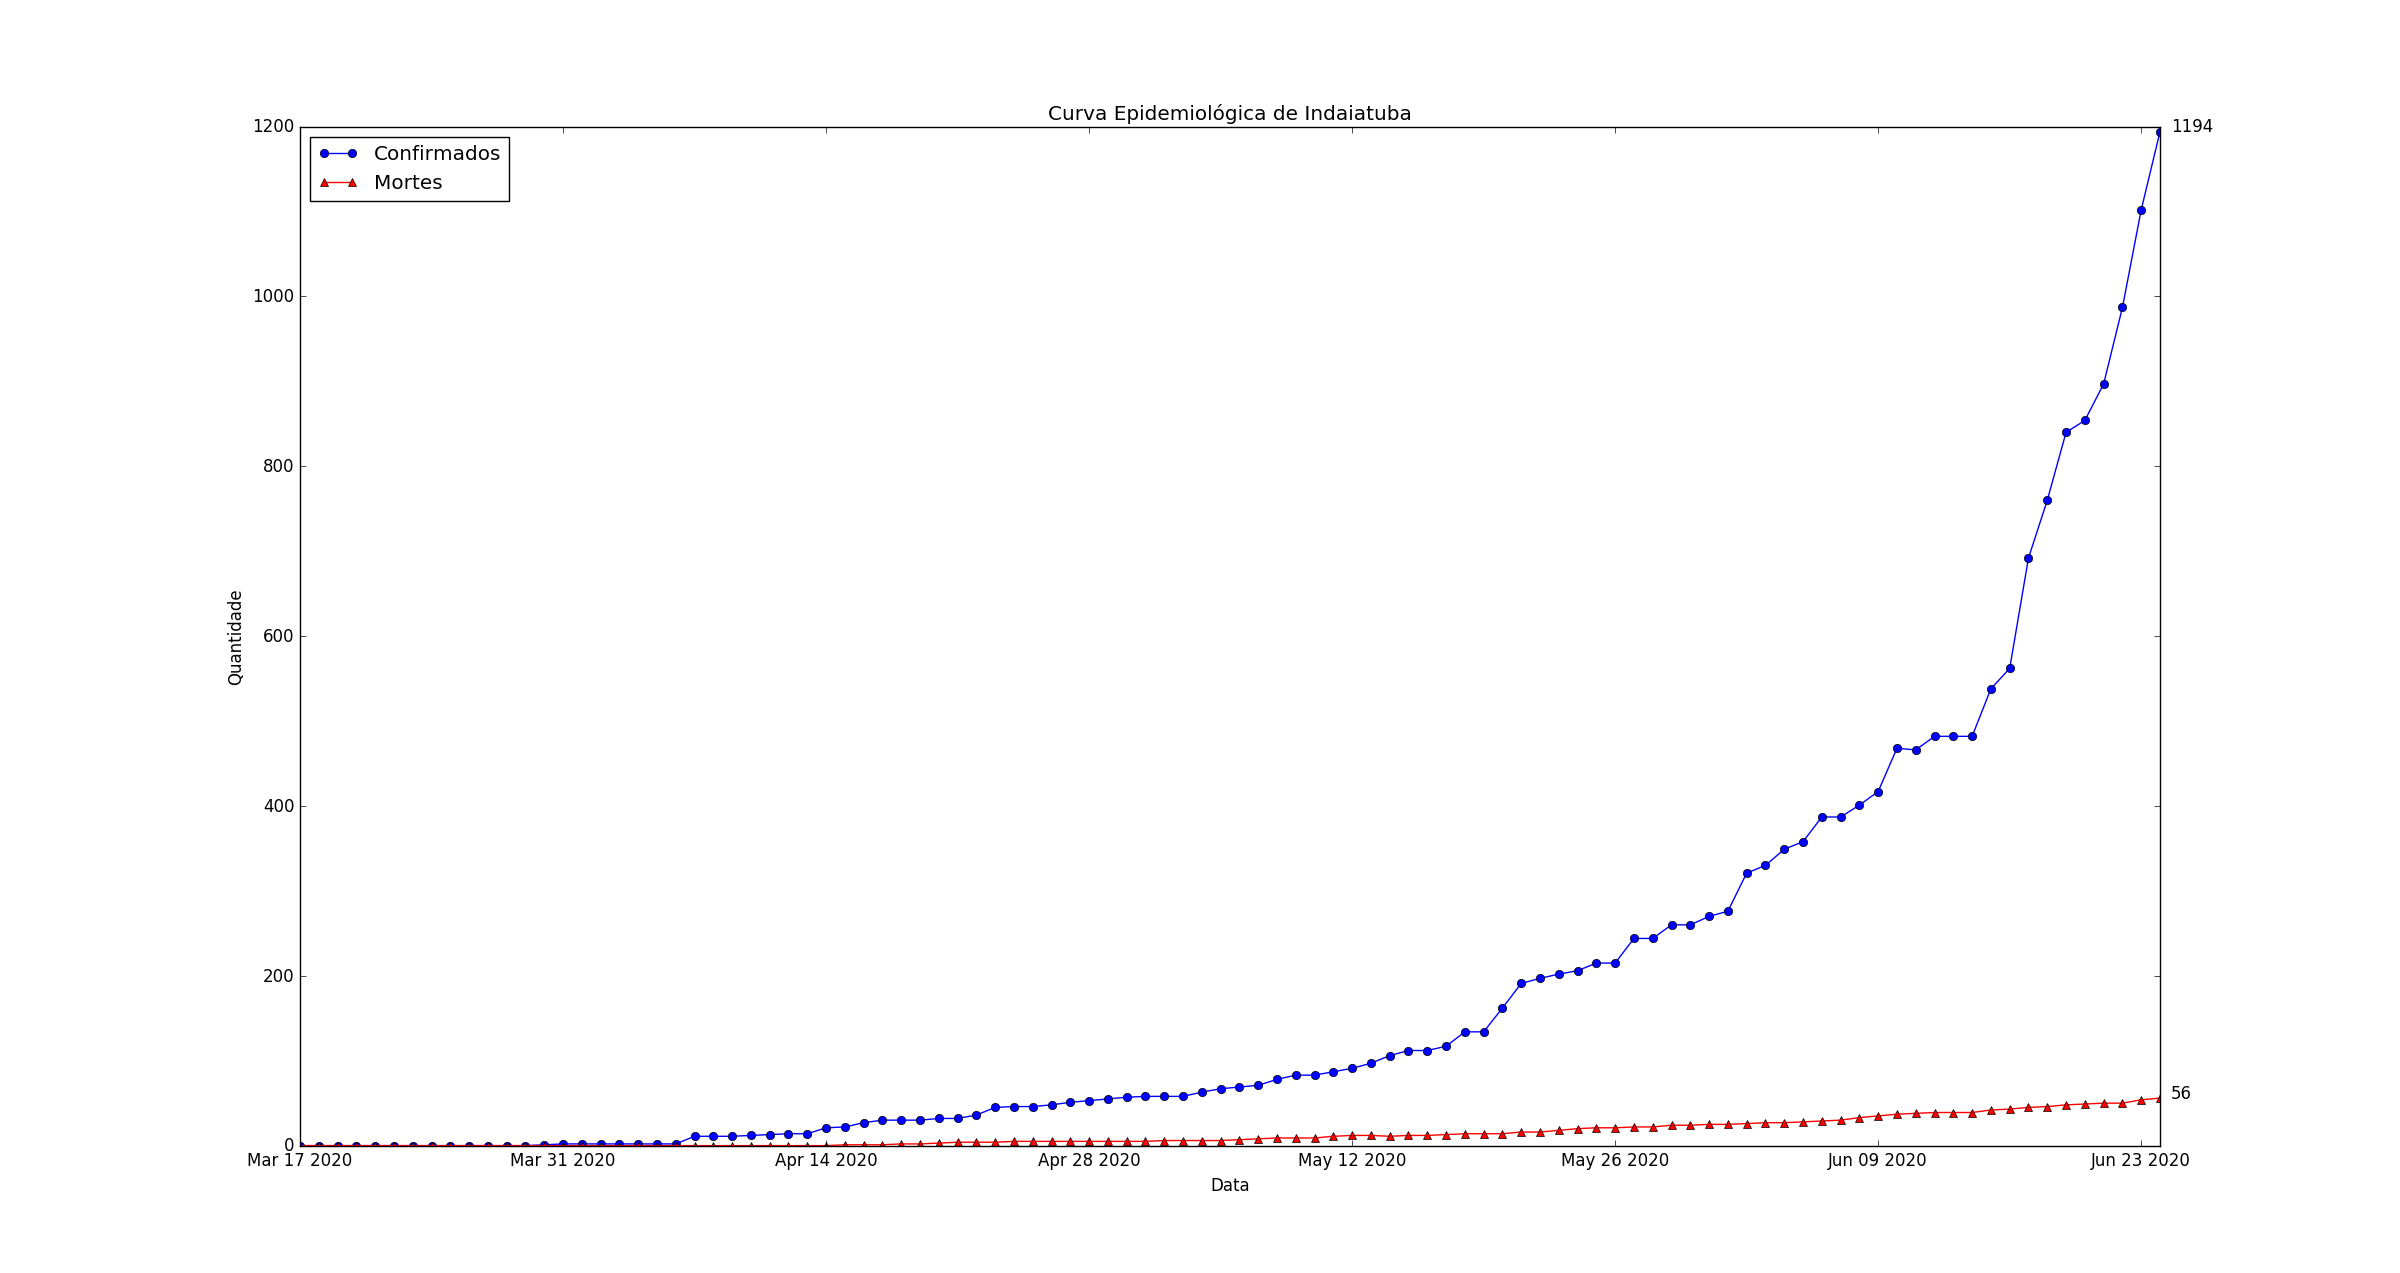 Curva Epidemiológica de Indaiatuba
Confirmados
Mortes
1200
1000
800
600
400
200
0
Quantidade
1194
56
Mar 17 2020
Mar 31 2020
Apr 14 2020
Apr 28 2020
May 12 2020
May 26 2020
Jun 09 2020
Jun 23 2020
Data